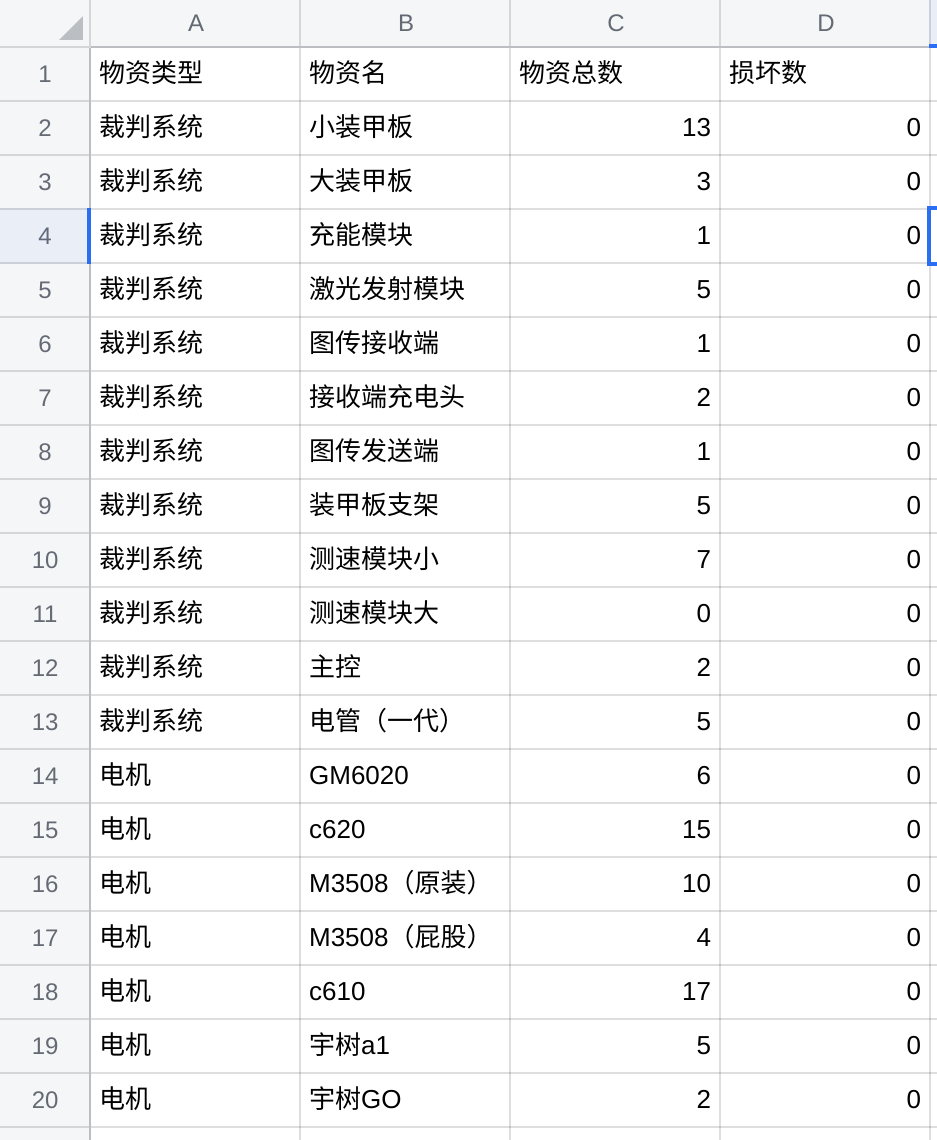 A B C D
1 物资类型 物资名 物资总数 损坏数
2 裁判系统 小装甲板 13 0
3 裁判系统 大装甲板 3 0
4 裁判系统 充能模块 1 0
5 裁判系统 激光发射模块 5 0
6 裁判系统 图传接收端 1 0
7 裁判系统 接收端充电头 2 0
8 裁判系统 图传发送端 1 0
9 裁判系统 装甲板支架 5 0
10 裁判系统 测速模块小 7 0
11 裁判系统 测速模块大 0 0
12 裁判系统 主控 2 0
13 裁判系统 电管（一代） 5 0
14 电机 GM6020 6 0
15 电机 c620 15 0
16 电机 M3508（原装） 10 0
17 电机 M3508（屁股） 4 0
18 电机 c610 17 0
19 电机 宇树a1 5 0
20 电机 宇树GO 2 0